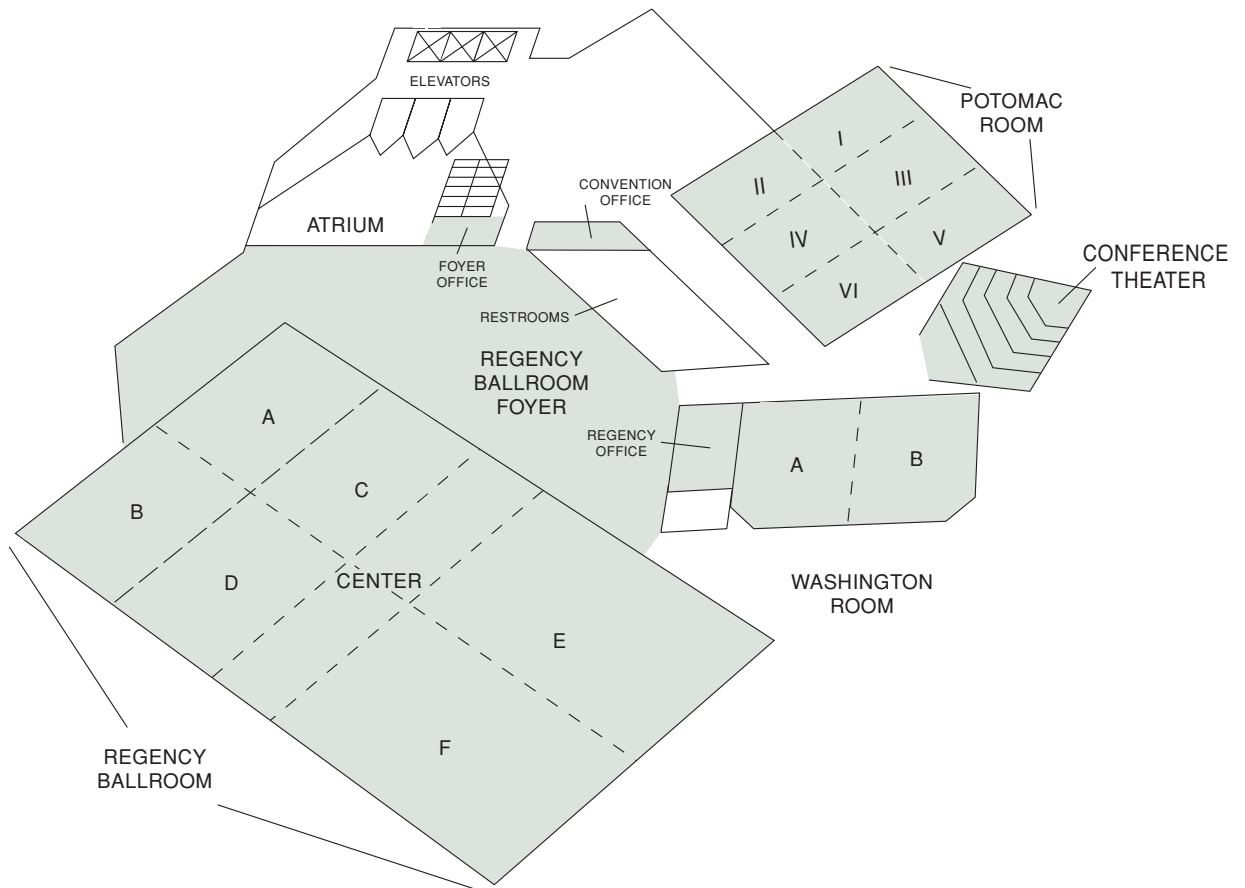 ELEVATORS
POTOMAC
ROOM
I
II
III
CONVENTION
OFFICE
ATRIUM
IV
V
CONFERENCE
THEATER
FOYER
OFFICE
VI
RESTROOMS
REGENCY
BALLROOM
FOYER
A
REGENCY
OFFICE
A
B
C
B
D
CENTER
WASHINGTON
ROOM
E
F
REGENCY
BALLROOM